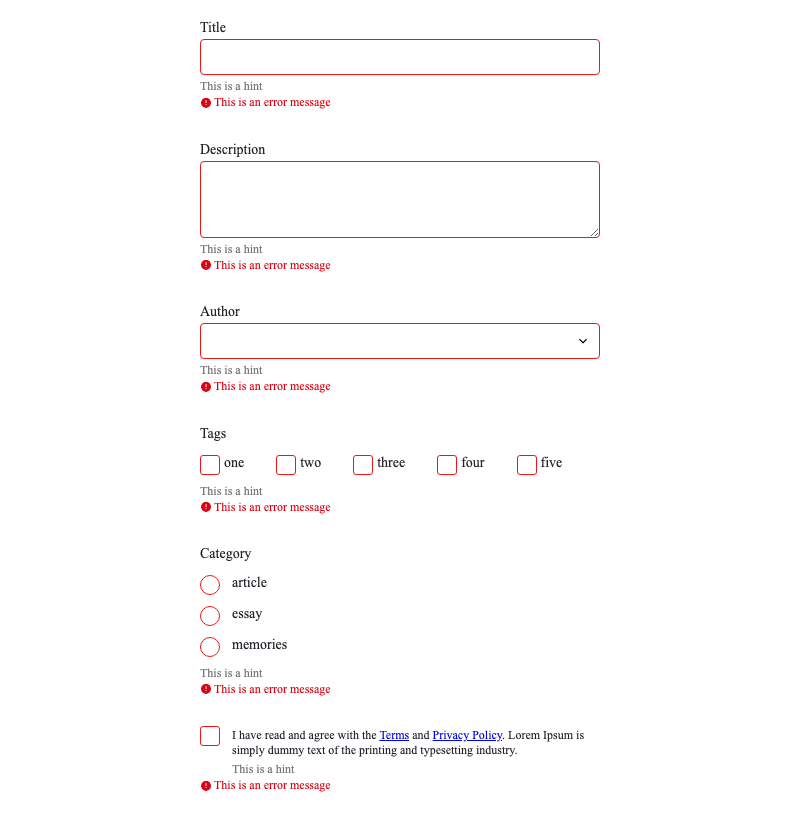 Title
This is a hint
This is an error message
Description
This is a hint
This is an error message
Author
This is a hint
This is an error message
Tags
one two three four five
This is a hint
This is an error message
Category
article
essay
memories
This is a hint
This is an error message
I have read and agree with the Terms and Privacy Policy. Lorem Ipsum is
simply dummy text of the printing and typesetting industry.
This is a hint
This is an error message